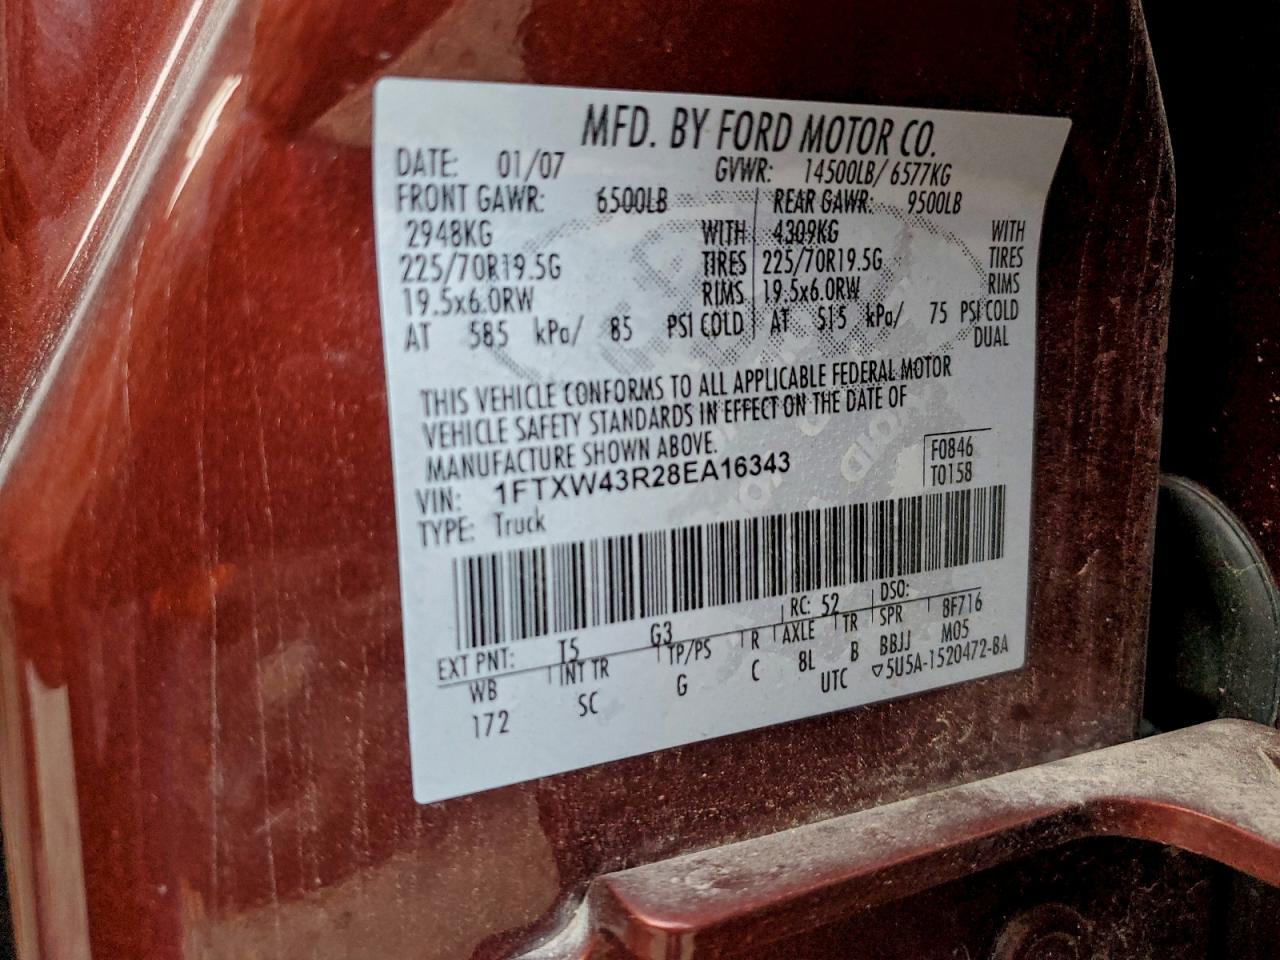 MFD. BY FORD MOTOR CO.
DATE: 01/07 GVWR: 14500LB/ 6577KG
FRONT GAWR: 6500LB REAR GAWR: 9500LB
2948KG WITH 4309KG WITH
225/70R19.5G TIRES 225/70R19.5G TIRES
19.5x6.0RW RIMS 19.5x6.0RW RIMS
AT 585 kPa/ 85 PSI COLD AT 515 kPa/ 75 PSI COLD
DUAL
THIS VEHICLE CONFORMS TO ALL APPLICABLE FEDERAL MOTOR
VEHICLE SAFETY STANDARDS IN EFFECT ON THE DATE OF
MANUFACTURE SHOWN ABOVE.
F0846
VIN: 1FTXW43R28EA16343
T0158
TYPE: Truck
EXT PNT: T5 G3 RC: 52 DSO:
WB INT TR TP/PS R AXLE TR SPR 8F716
172 SC G C 8L B BBJJ M05
UTC ▽5U5A-1520472-BA